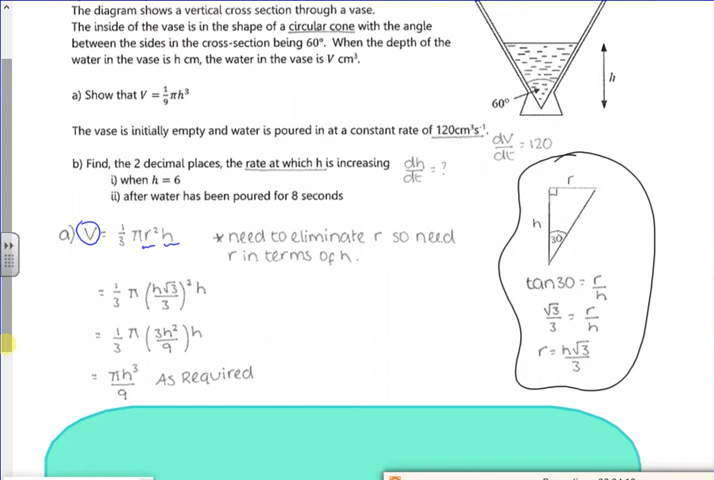 The diagram shows a vertical cross section through a vase.
The inside of the vase is in the shape of a circular cone with the angle
between the sides in the cross-section being 60°. When the depth of the
water in the vase is h cm, the water in the vase is V cm³.
h
60°
a) Show that V = 1/9 πh³
The vase is initially empty and water is poured in at a constant rate of 120cm³s⁻¹.
dV/dt = 120
b) Find, the 2 decimal places, the rate at which h is increasing
dh/dt = ?
i) when h = 6
ii) after water has been poured for 8 seconds
a) V = 1/3 πr²h
* need to eliminate r so need
r in terms of h.
= 1/3 π (h√3/3)² h
= 1/3 π (3h²/9) h
= πh³/9 As Required
r
h
30
tan30 = r/h
√3/3 = r/h
r = h√3/3